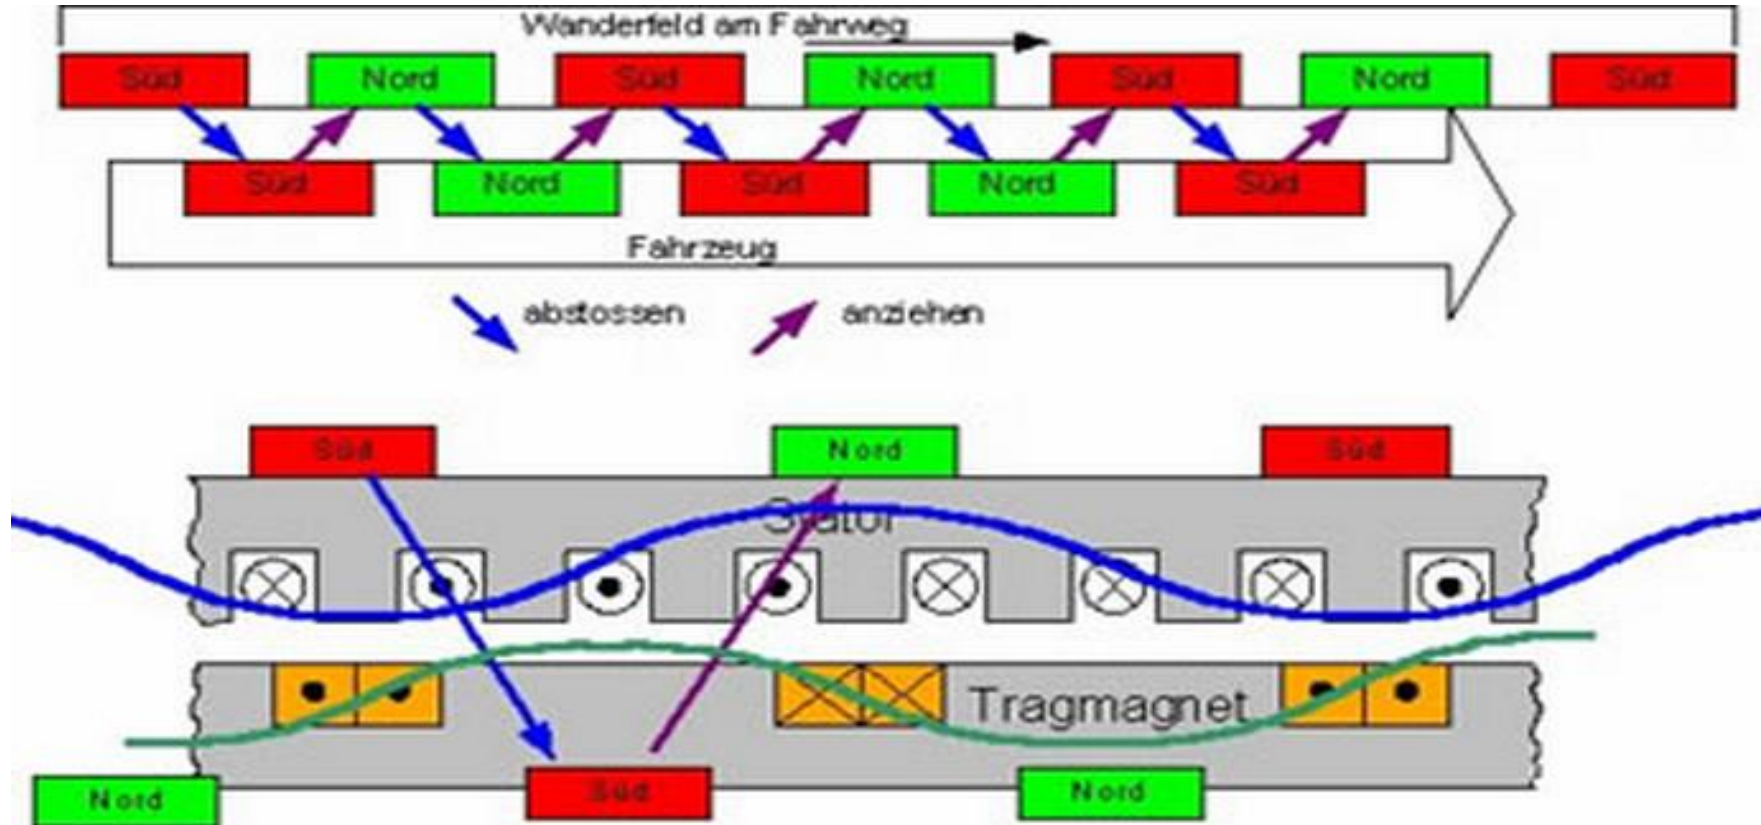 Wanderfeld am Fahrweg
Süd Nord Süd Nord Süd Nord Süd
Süd Nord Süd Nord Süd
Fahrzeug
abstossen anziehen
Süd Nord Süd
Stator
Tragmagnet
Nord Süd Nord